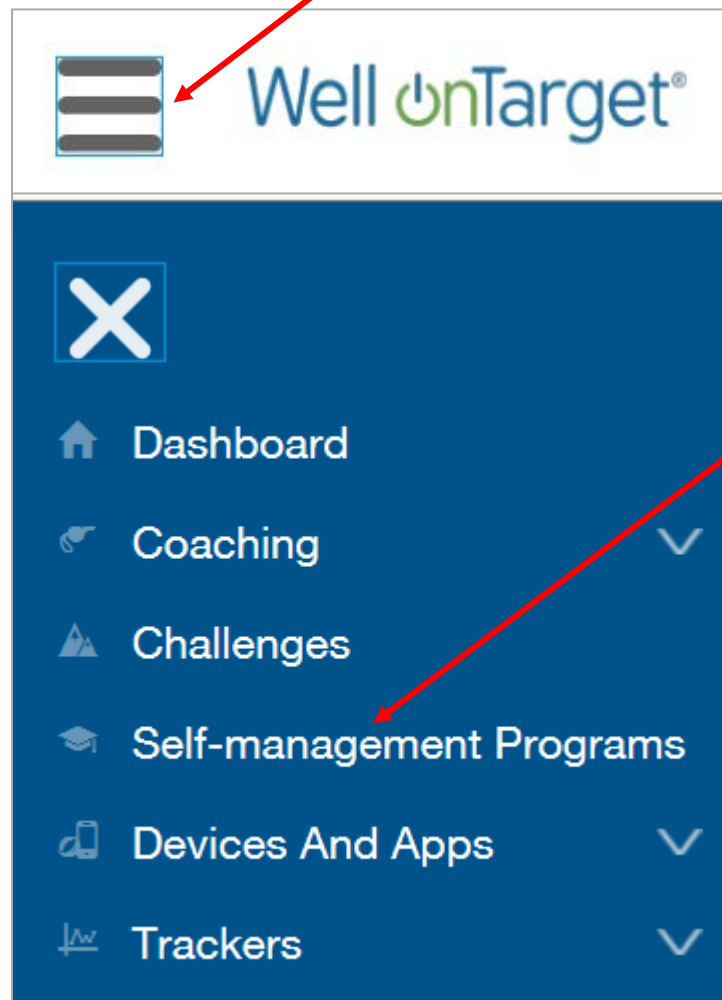 Well onTarget®
Dashboard
Coaching
Challenges
Self-management Programs
Devices And Apps
Trackers